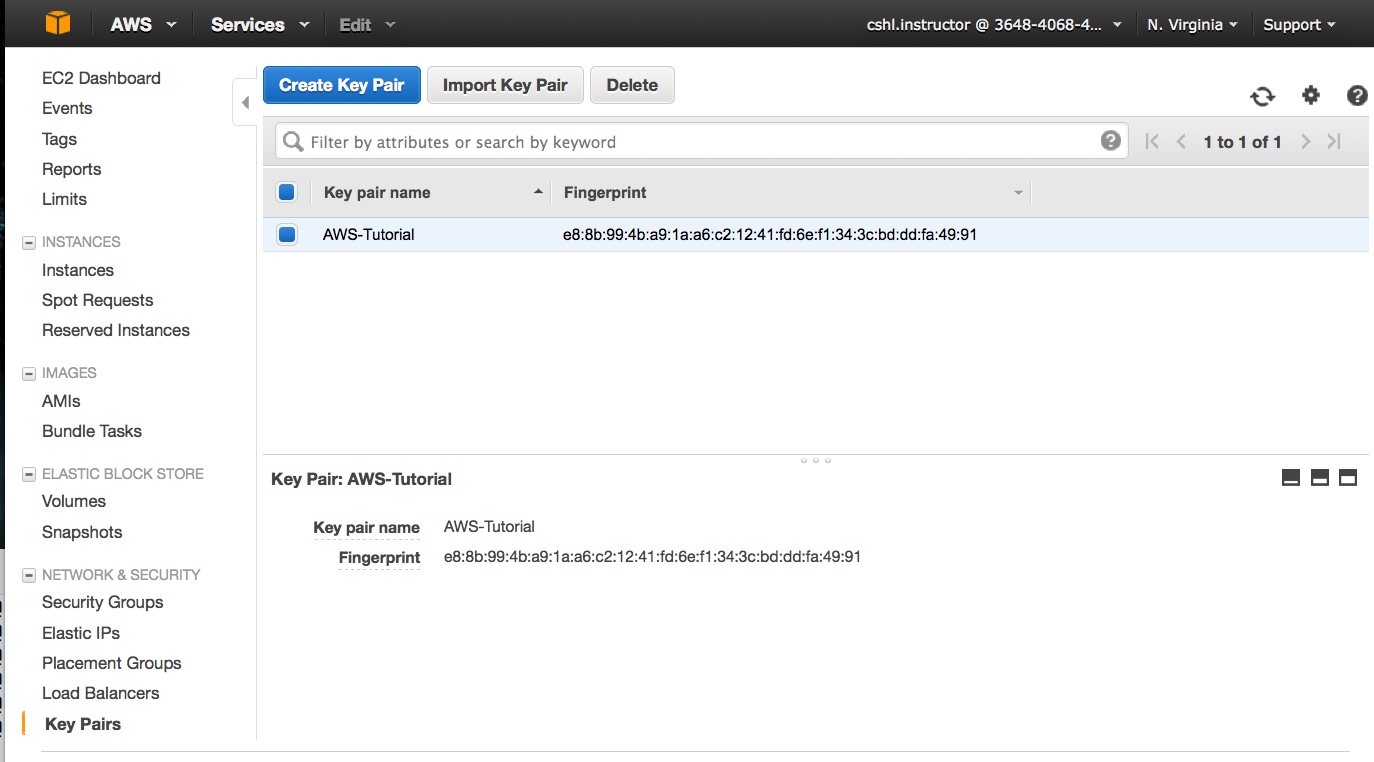 AWS Services Edit cshl.instructor @ 3648-4068-4... N. Virginia Support
EC2 Dashboard
Events
Tags
Reports
Limits
INSTANCES
Instances
Spot Requests
Reserved Instances
IMAGES
AMIs
Bundle Tasks
ELASTIC BLOCK STORE
Volumes
Snapshots
NETWORK & SECURITY
Security Groups
Elastic IPs
Placement Groups
Load Balancers
Key Pairs
Create Key Pair Import Key Pair Delete
Filter by attributes or search by keyword 1 to 1 of 1
Key pair name Fingerprint
AWS-Tutorial e8:8b:99:4b:a9:1a:a6:c2:12:41:fd:6e:f1:34:3c:bd:dd:fa:49:91
Key Pair: AWS-Tutorial
Key pair name AWS-Tutorial
Fingerprint e8:8b:99:4b:a9:1a:a6:c2:12:41:fd:6e:f1:34:3c:bd:dd:fa:49:91